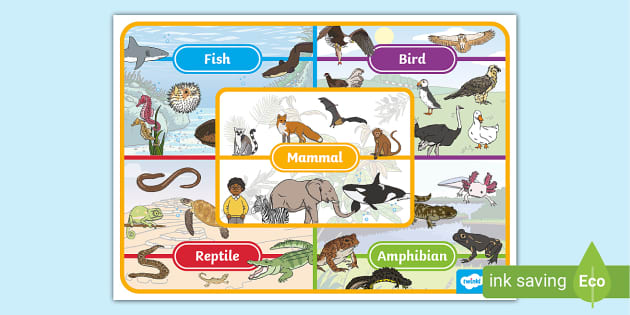 Fish
Bird
Mammal
Reptile
Amphibian
twinkl
ink saving
Eco